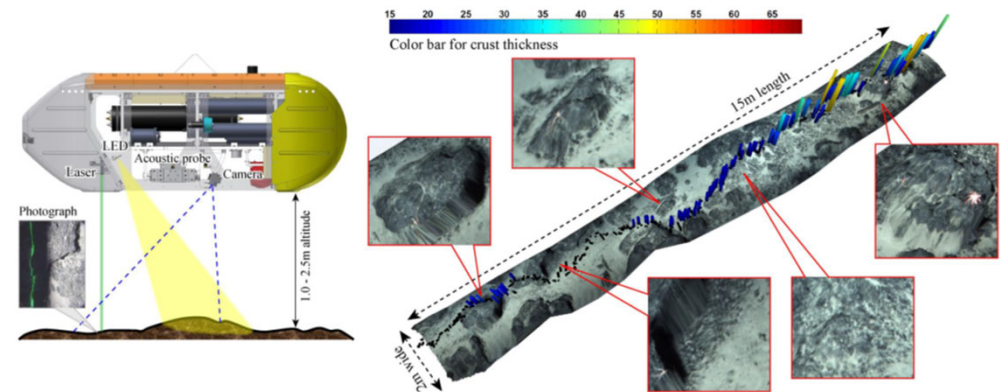 15 20 25 30 35 40 45 50 55 60 65
Color bar for crust thickness
15m length
2m wide
LED
Laser
Acoustic probe
Camera
Photograph
1.0 - 2.5m altitude